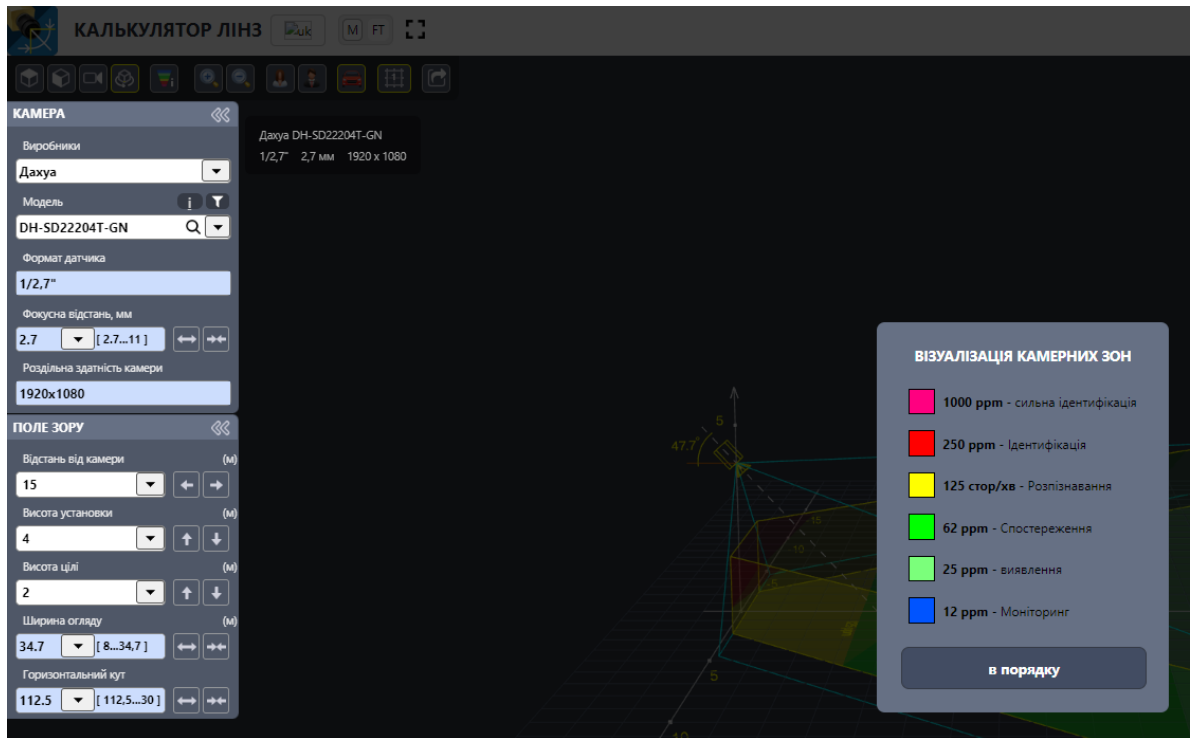 КАЛЬКУЛЯТОР ЛІНЗ uk M FT
КАМЕРА
Виробники
Дахуа
Модель i
DH-SD22204T-GN
Формат датчика
1/2,7"
Фокусна відстань, мм
2.7 [ 2.7...11 ]
Роздільна здатність камери
1920x1080
ПОЛЕ ЗОРУ
Відстань від камери (м)
15
Висота установки (м)
4
Висота цілі (м)
2
Ширина огляду (м)
34.7 [ 8...34,7 ]
Горизонтальний кут
112.5 [ 112,5...30 ]
Дахуа DH-SD22204T-GN
1/2,7" 2,7 мм 1920 x 1080
5
47.7°
15
10
5
5
10
ВІЗУАЛІЗАЦІЯ КАМЕРНИХ ЗОН
1000 ppm - сильна ідентифікація
250 ppm - Ідентифікація
125 стор/хв - Розпізнавання
62 ppm - Спостереження
25 ppm - виявлення
12 ppm - Моніторинг
в порядку